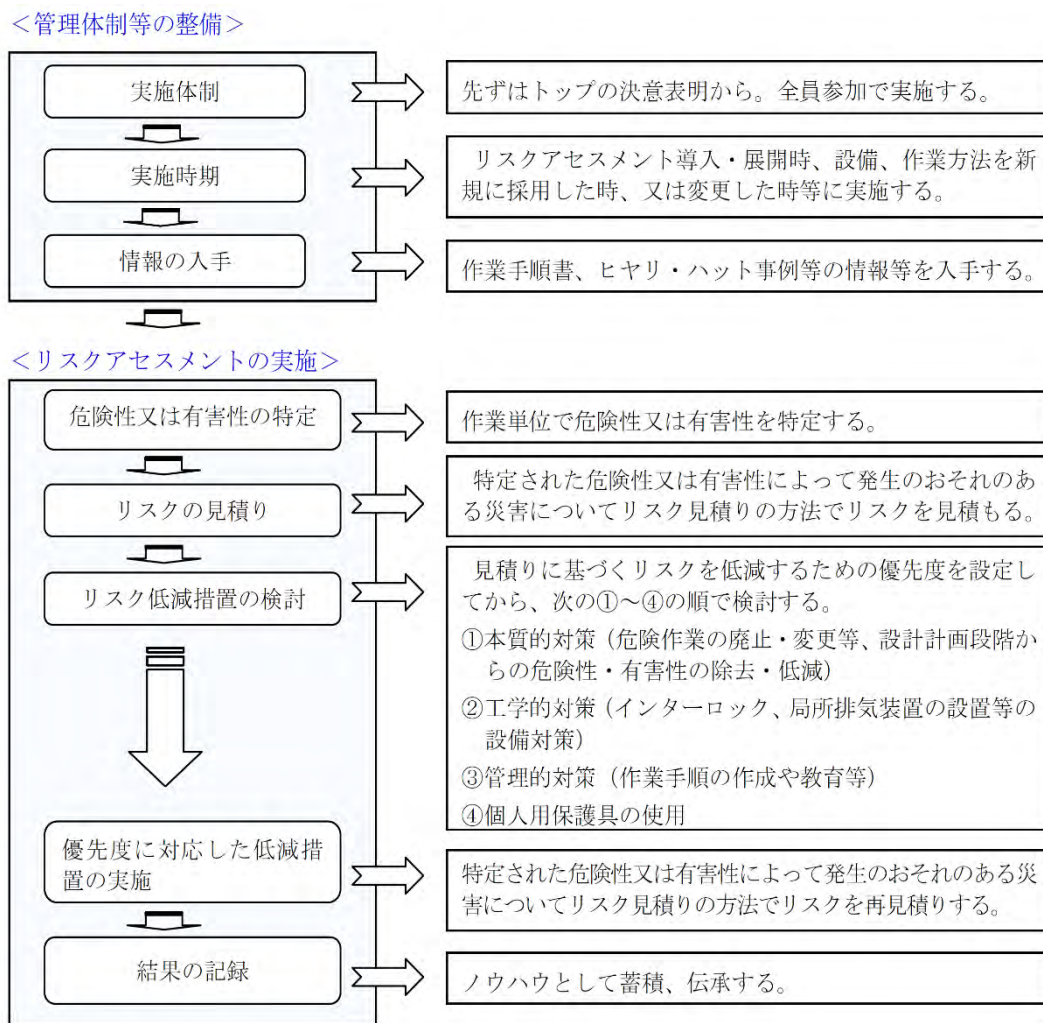 ＜管理体制等の整備＞
実施体制
先ずはトップの決意表明から。全員参加で実施する。
実施時期
リスクアセスメント導入・展開時、設備、作業方法を新
規に採用した時、又は変更した時等に実施する。
情報の入手
作業手順書、ヒヤリ・ハット事例等の情報等を入手する。
＜リスクアセスメントの実施＞
危険性又は有害性の特定
作業単位で危険性又は有害性を特定する。
リスクの見積り
特定された危険性又は有害性によって発生のおそれのあ
る災害についてリスク見積りの方法でリスクを見積もる。
リスク低減措置の検討
見積りに基づくリスクを低減するための優先度を設定し
てから、次の①～④の順で検討する。
①本質的対策（危険作業の廃止・変更等、設計計画段階か
らの危険性・有害性の除去・低減）
②工学的対策（インターロック、局所排気装置の設置等の
設備対策）
③管理的対策（作業手順の作成や教育等）
④個人用保護具の使用
優先度に対応した低減措
置の実施
特定された危険性又は有害性によって発生のおそれのある災
害についてリスク見積りの方法でリスクを再見積りする。
結果の記録
ノウハウとして蓄積、伝承する。